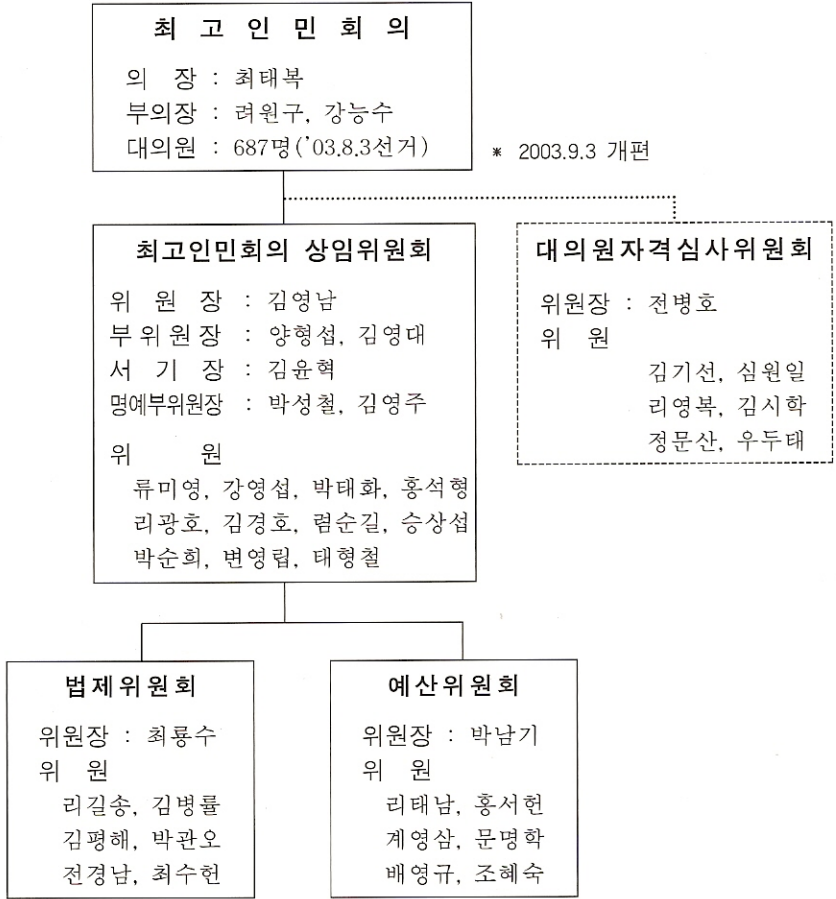 최 고 인 민 회 의
의 장 : 최태복
부의장 : 려원구, 강능수
대의원 : 687명('03.8.3선거)
* 2003.9.3 개편
최고인민회의 상임위원회
위 원 장 : 김영남
부 위 원 장 : 양형섭, 김영대
서 기 장 : 김윤혁
명예부위원장 : 박성철, 김영주
위 원
류미영, 강영섭, 박태화, 홍석형
리광호, 김경호, 렴순길, 승상섭
박순희, 변영립, 태형철
대의원자격심사위원회
위원장 : 전병호
위 원
김기선, 심원일
리영복, 김시학
정문산, 우두태
법제위원회
위원장 : 최룡수
위 원
리길송, 김병률
김평해, 박관오
전경남, 최수헌
예산위원회
위원장 : 박남기
위 원
리태남, 홍서헌
계영삼, 문명학
배영규, 조혜숙